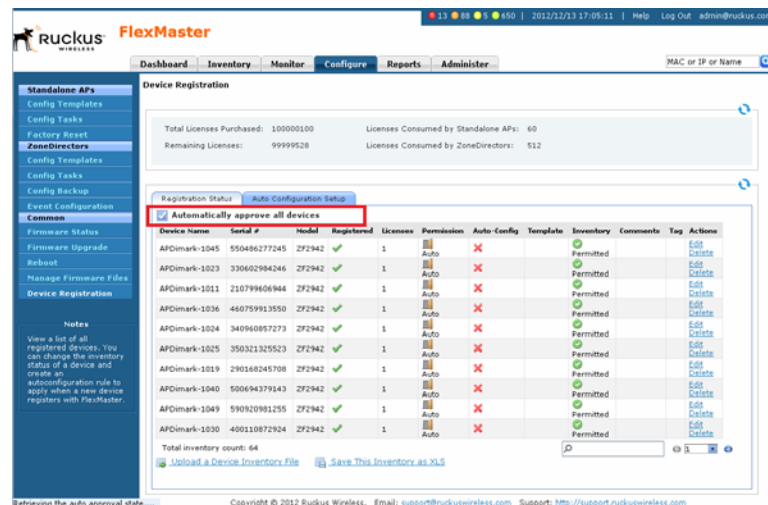 13 88 5 650 | 2012/12/13 17:05:11 | Help Log Out admin@ruckus.com
Ruckus WIRELESS FlexMaster
Dashboard Inventory Monitor Configure Reports Administer MAC or IP or Name
Standalone APs
Config Templates
Config Tasks
Factory Reset
ZoneDirectors
Config Templates
Config Tasks
Config Backup
Event Configuration
Common
Firmware Status
Firmware Upgrade
Reboot
Manage Firmware Files
Device Registration
Notes
View a list of all
registered devices. You
can change the inventory
status of a device and
create an
autoconfiguration rule to
apply when a new device
registers with FlexMaster.
Device Registration
Total Licenses Purchased: 100000100 Licenses Consumed by Standalone APs: 60
Remaining Licenses: 99999528 Licenses Consumed by ZoneDirectors: 512
Registration Status Auto Configuration Setup
Automatically approve all devices
Device Name Serial # Model Registered Licenses Permission Auto-Config Template Inventory Comments Tag Actions
APDimark-1045 550486277245 ZF2942 1 Auto Permitted Edit Delete
APDimark-1023 330602984246 ZF2942 1 Auto Permitted Edit Delete
APDimark-1011 210799606944 ZF2942 1 Auto Permitted Edit Delete
APDimark-1036 460759913550 ZF2942 1 Auto Permitted Edit Delete
APDimark-1024 340960857273 ZF2942 1 Auto Permitted Edit Delete
APDimark-1025 350321325523 ZF2942 1 Auto Permitted Edit Delete
APDimark-1019 290168245708 ZF2942 1 Auto Permitted Edit Delete
APDimark-1040 500694379143 ZF2942 1 Auto Permitted Edit Delete
APDimark-1049 590920981255 ZF2942 1 Auto Permitted Edit Delete
APDimark-1030 400110872924 ZF2942 1 Auto Permitted Edit Delete
Total inventory count: 64 1
Upload a Device Inventory File Save This Inventory as XLS
Retrieving the auto approval state... Copyright © 2012 Ruckus Wireless. Email: support@ruckuswireless.com Support: http://support.ruckuswireless.com